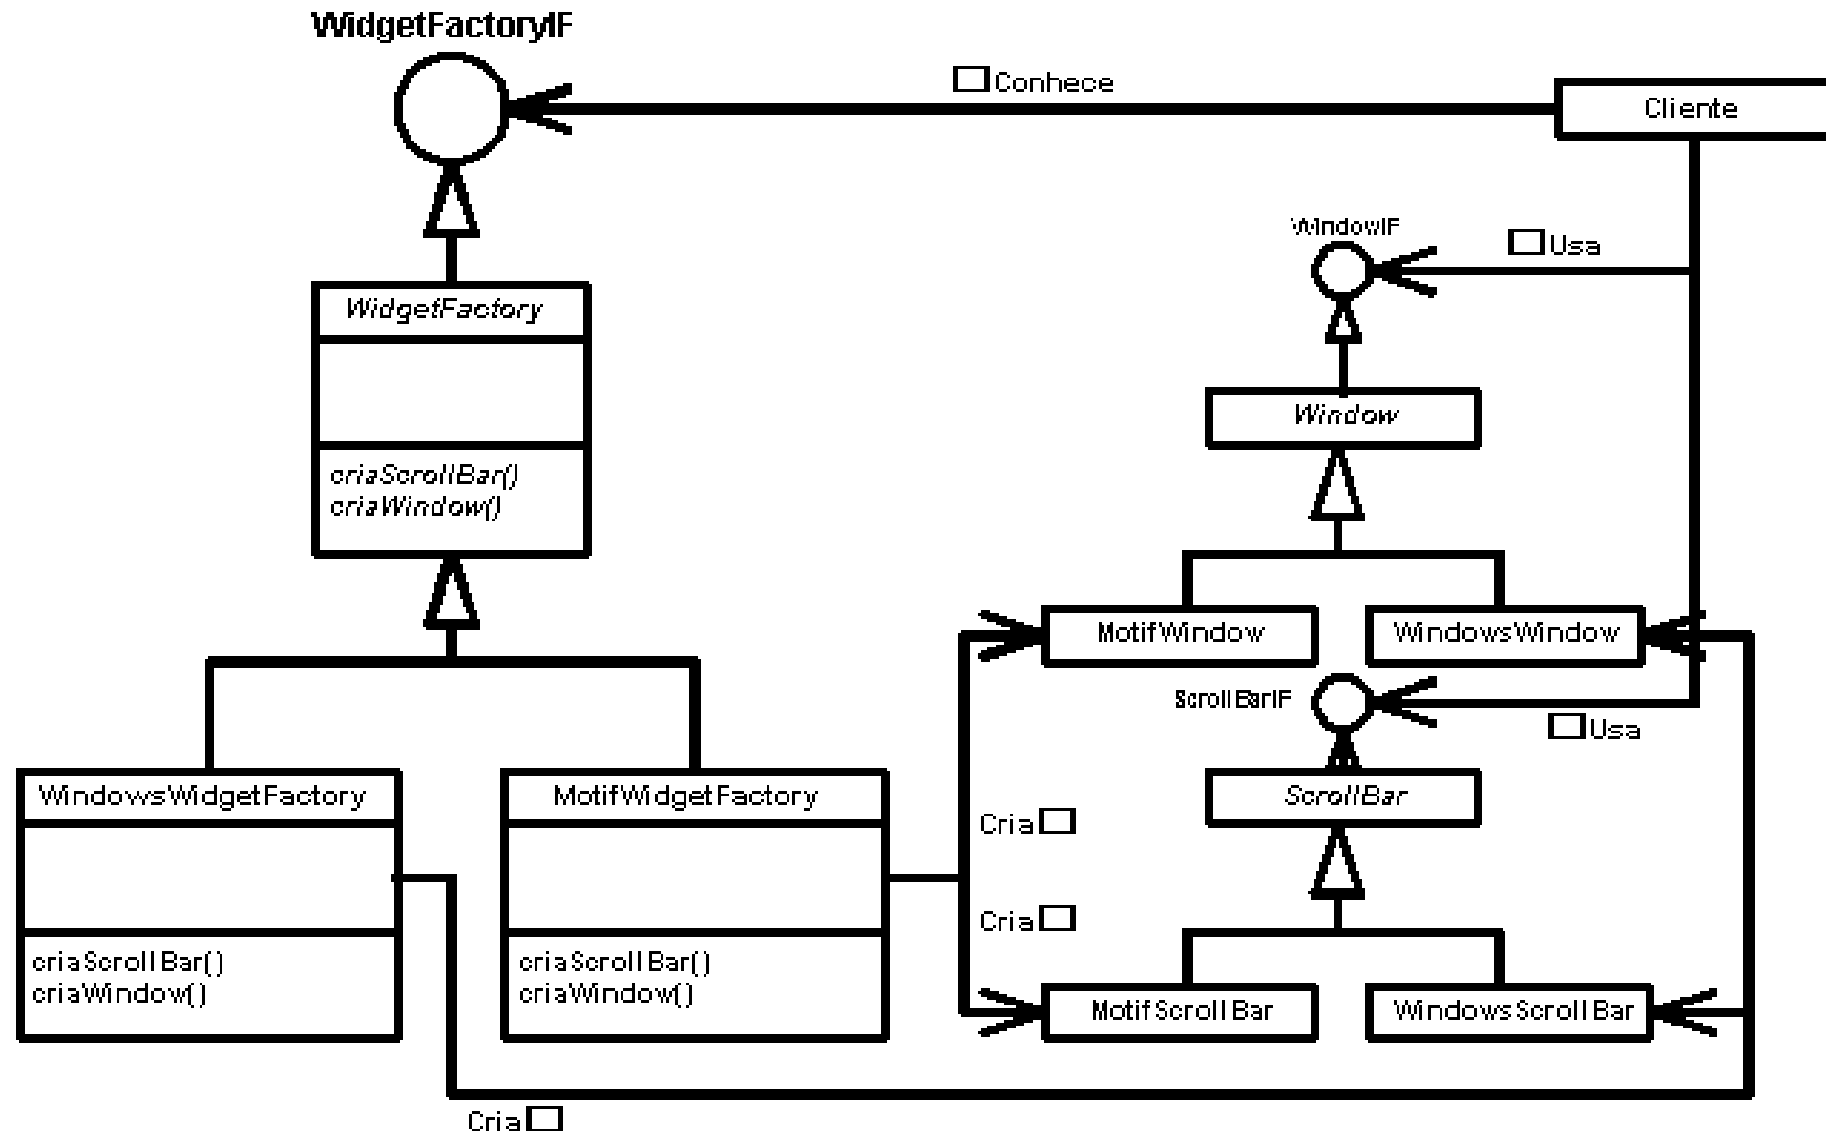 WidgetFactoryIF
Conhece
Cliente
WindowIF
Usa
WidgetFactory
Window
criaScrollBar()
criaWindow()
MotifWindow
WindowsWindow
ScrollBarIF
Usa
WindowsWidgetFactory
MotifWidgetFactory
ScrollBar
Cria
Cria
criaScrollBar()
criaWindow()
criaScrollBar()
criaWindow()
MotifScrollBar
WindowsScrollBar
Cria